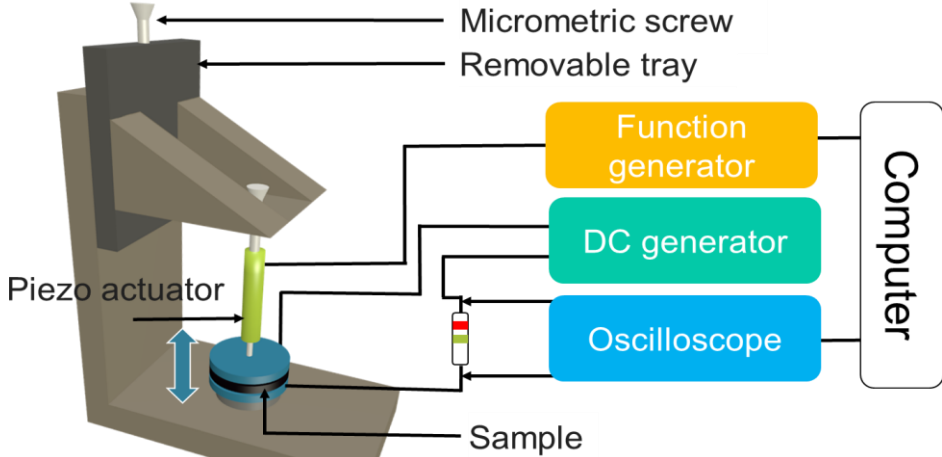 Micrometric screw
Removable tray
Function
generator
DC generator
Piezo actuator
Oscilloscope
Sample
Computer